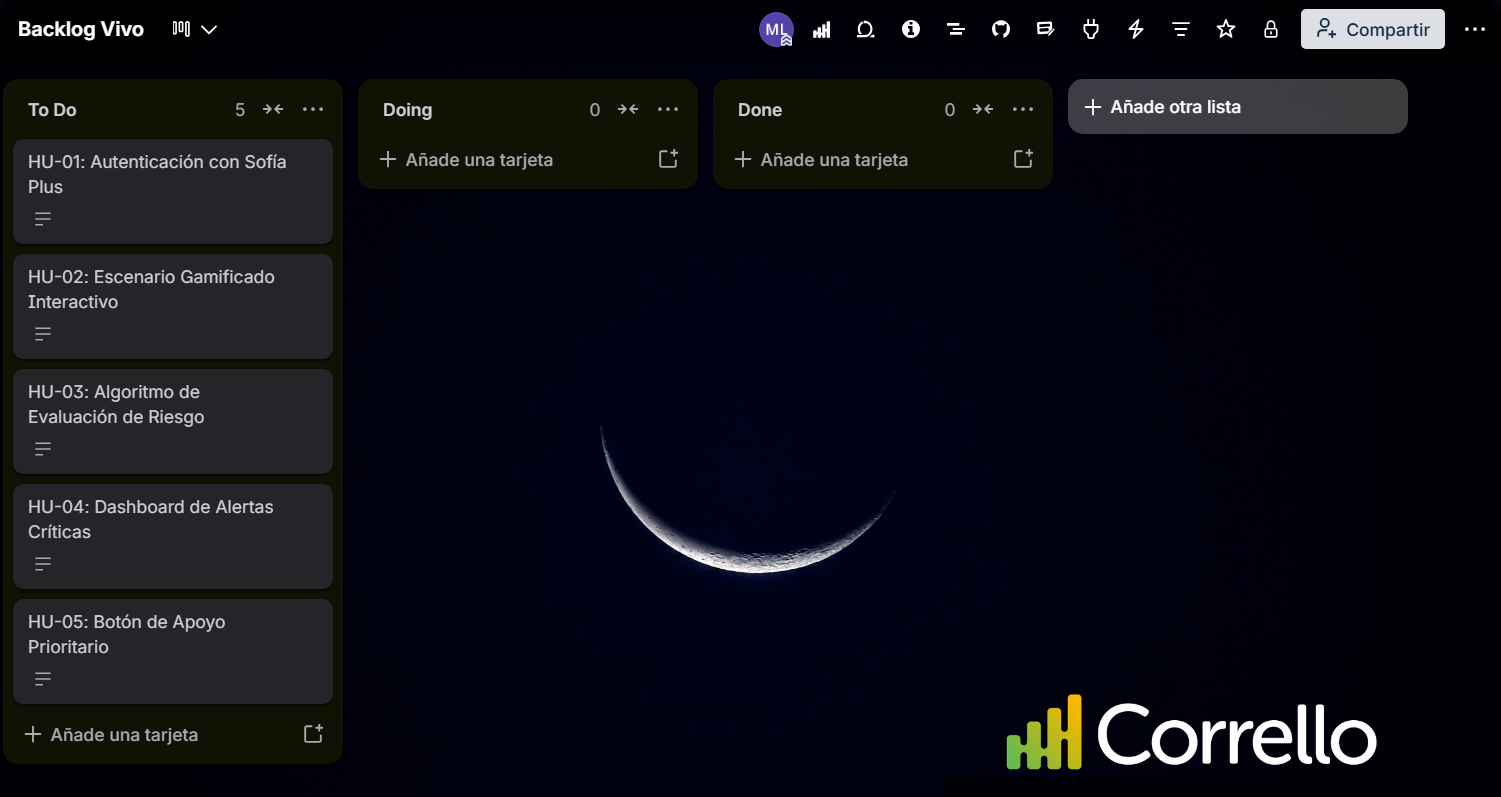 Backlog Vivo
ML
Compartir
To Do
5
HU-01: Autenticación con Sofía
Plus
HU-02: Escenario Gamificado
Interactivo
HU-03: Algoritmo de
Evaluación de Riesgo
HU-04: Dashboard de Alertas
Críticas
HU-05: Botón de Apoyo
Prioritario
Añade una tarjeta
Doing
0
Añade una tarjeta
Done
0
Añade una tarjeta
Añade otra lista
Corrello